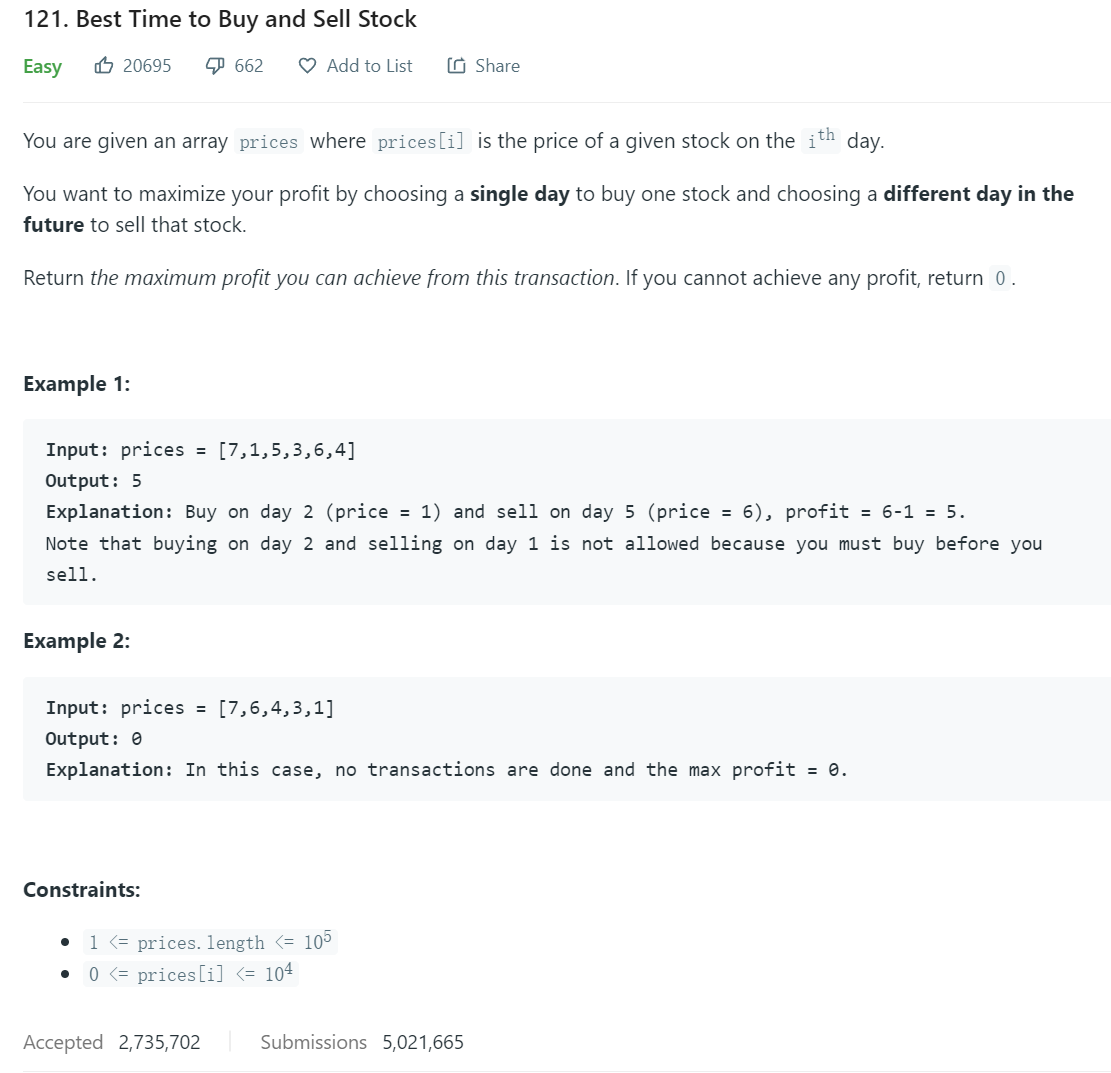 121. Best Time to Buy and Sell Stock
Easy 20695 662 Add to List Share
You are given an array prices where prices[i] is the price of a given stock on the ith day.
You want to maximize your profit by choosing a single day to buy one stock and choosing a different day in the
future to sell that stock.
Return the maximum profit you can achieve from this transaction. If you cannot achieve any profit, return 0.
Example 1:
Input: prices = [7,1,5,3,6,4]
Output: 5
Explanation: Buy on day 2 (price = 1) and sell on day 5 (price = 6), profit = 6-1 = 5.
Note that buying on day 2 and selling on day 1 is not allowed because you must buy before you
sell.
Example 2:
Input: prices = [7,6,4,3,1]
Output: 0
Explanation: In this case, no transactions are done and the max profit = 0.
Constraints:
• 1 <= prices.length <= 10⁵
• 0 <= prices[i] <= 10⁴
Accepted 2,735,702 Submissions 5,021,665